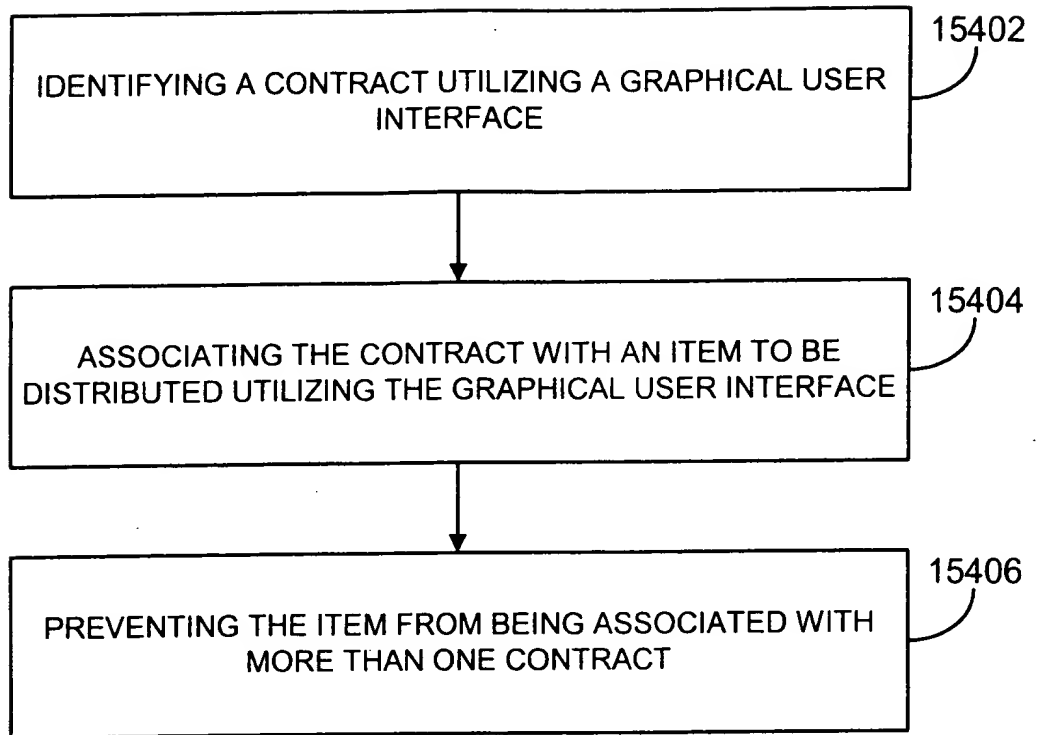 15402
IDENTIFYING A CONTRACT UTILIZING A GRAPHICAL USER
INTERFACE
15404
ASSOCIATING THE CONTRACT WITH AN ITEM TO BE
DISTRIBUTED UTILIZING THE GRAPHICAL USER INTERFACE
15406
PREVENTING THE ITEM FROM BEING ASSOCIATED WITH
MORE THAN ONE CONTRACT